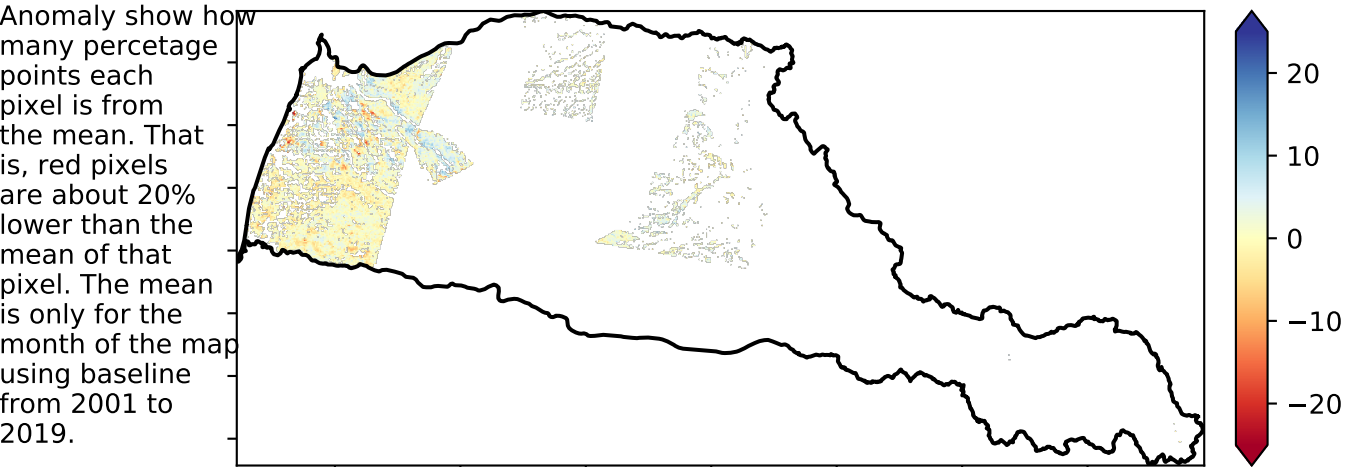 Anomaly show how
many percetage
points each
pixel is from
the mean. That
is, red pixels
are about 20%
lower than the
mean of that
pixel. The mean
is only for the
month of the map
using baseline
from 2001 to
2019.
20
10
0
−10
−20